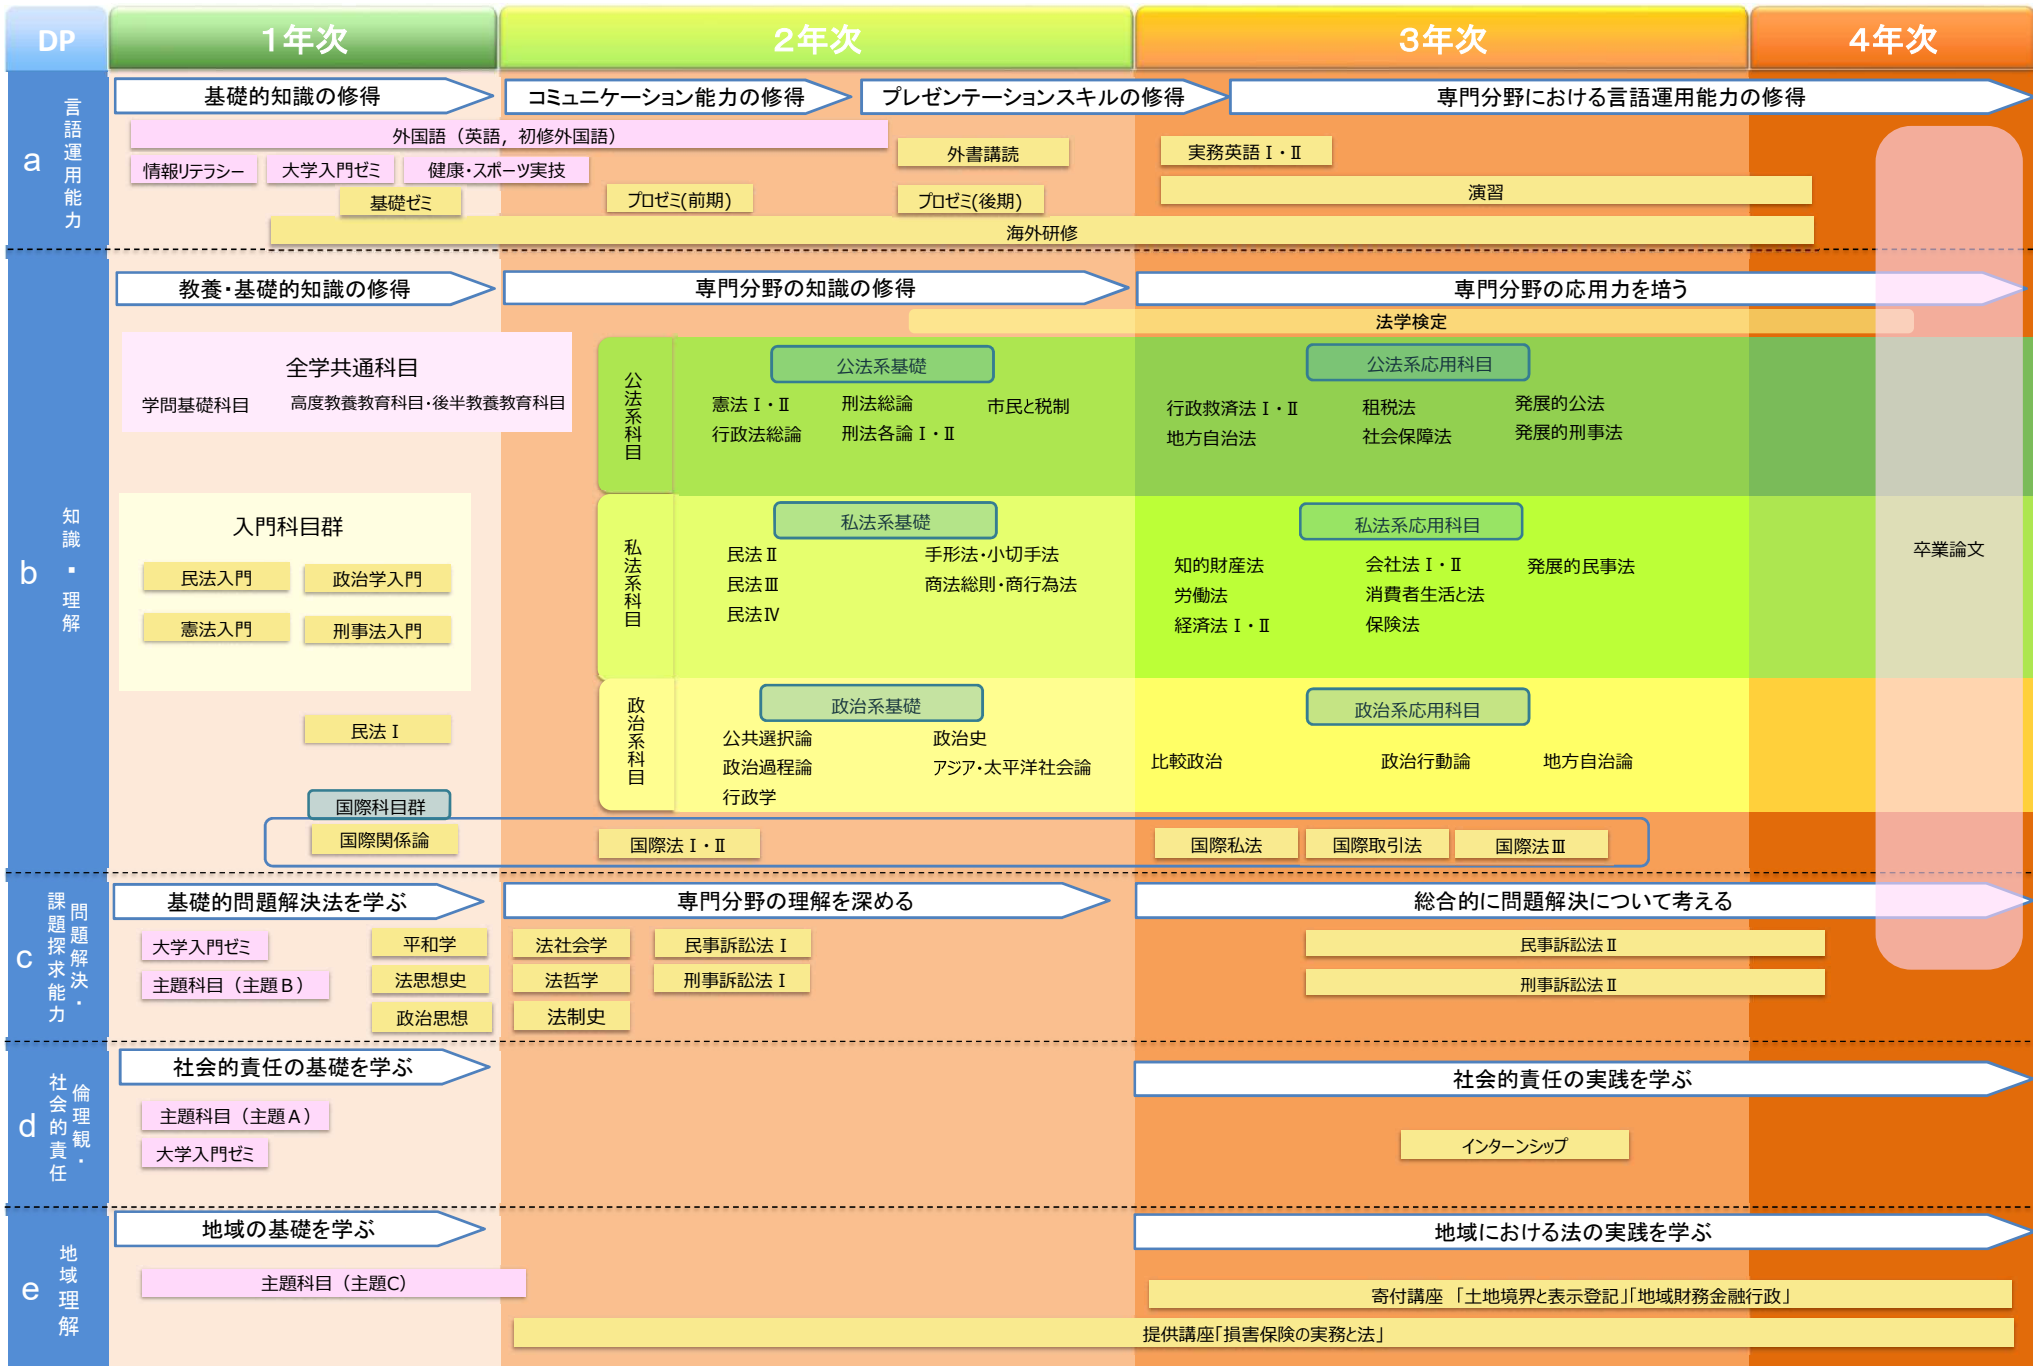 DP
1年次
2年次
3年次
4年次
a
言語運用能力
基礎的知識の修得
コミュニケーション能力の修得
プレゼンテーションスキルの修得
専門分野における言語運用能力の修得
外国語（英語，初修外国語）
情報リテラシー
大学入門ゼミ
健康・スポーツ実技
外書講読
実務英語Ⅰ・Ⅱ
基礎ゼミ
プロゼミ(前期)
プロゼミ(後期)
演習
海外研修
b
知識・理解
教養・基礎的知識の修得
専門分野の知識の修得
専門分野の応用力を培う
法学検定
全学共通科目
学問基礎科目
高度教養教育科目・後半教養教育科目
公法系科目
公法系基礎
憲法Ⅰ・Ⅱ
刑法総論
市民と税制
行政法総論
刑法各論Ⅰ・Ⅱ
公法系応用科目
行政救済法Ⅰ・Ⅱ
租税法
発展的公法
地方自治法
社会保障法
発展的刑事法
入門科目群
民法入門
政治学入門
憲法入門
刑事法入門
私法系科目
私法系基礎
民法Ⅱ
手形法・小切手法
民法Ⅲ
商法総則・商行為法
民法Ⅳ
私法系応用科目
知的財産法
会社法Ⅰ・Ⅱ
発展的民事法
労働法
消費者生活と法
経済法Ⅰ・Ⅱ
保険法
卒業論文
民法Ⅰ
政治系科目
政治系基礎
公共選択論
政治史
政治過程論
アジア・太平洋社会論
行政学
政治系応用科目
比較政治
政治行動論
地方自治論
国際科目群
国際関係論
国際法Ⅰ・Ⅱ
国際私法
国際取引法
国際法Ⅲ
c
問題解決・
課題探求能力
基礎的問題解決法を学ぶ
専門分野の理解を深める
総合的に問題解決について考える
大学入門ゼミ
平和学
法社会学
民事訴訟法Ⅰ
民事訴訟法Ⅱ
主題科目（主題B）
法思想史
法哲学
刑事訴訟法Ⅰ
刑事訴訟法Ⅱ
政治思想
法制史
d
倫理観・
社会的責任
社会的責任の基礎を学ぶ
社会的責任の実践を学ぶ
主題科目（主題A）
大学入門ゼミ
インターンシップ
e
地域理解
地域の基礎を学ぶ
地域における法の実践を学ぶ
主題科目（主題C）
寄付講座 「土地境界と表示登記」「地域財務金融行政」
提供講座「損害保険の実務と法」